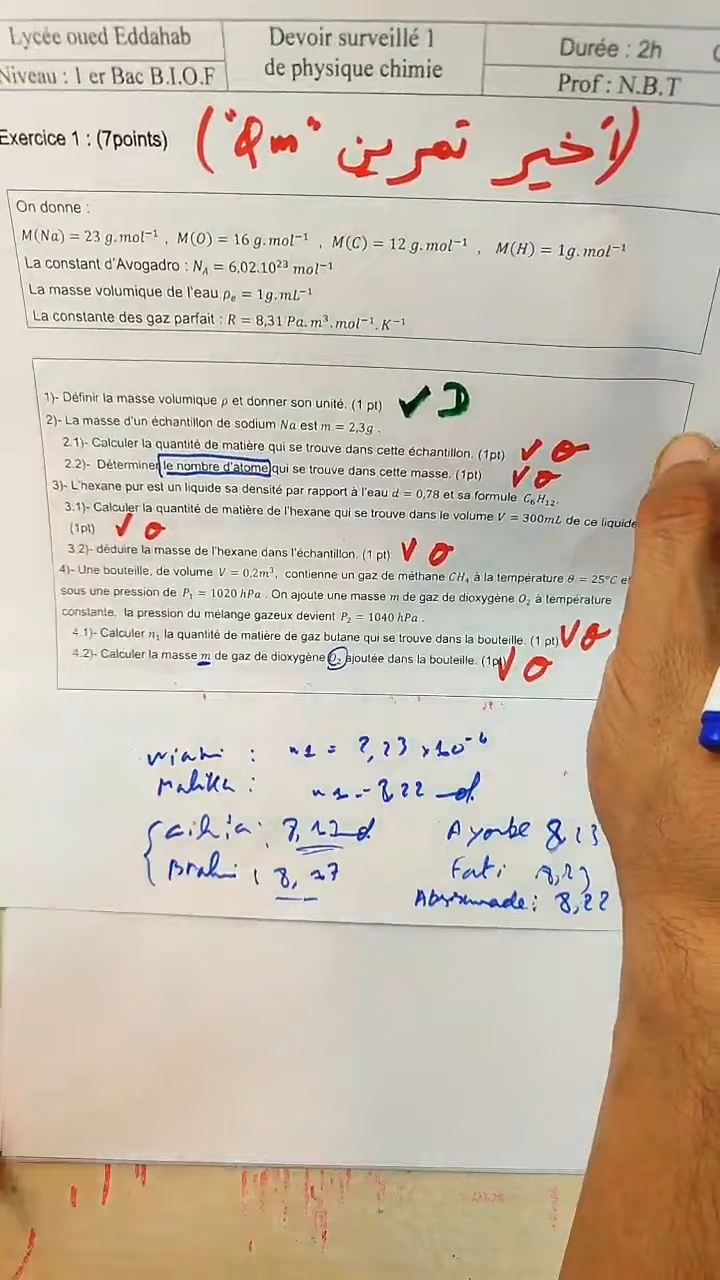 Lycée oued Eddahab
Niveau : 1 er Bac B.I.O.F
Devoir surveillé 1
de physique chimie
Durée : 2h
Prof : N.B.T
Exercice 1 : (7points)
(أخير تمرين "Qm")
On donne :
M(Na) = 23 g.mol⁻¹ , M(O) = 16 g.mol⁻¹ , M(C) = 12 g.mol⁻¹ , M(H) = 1g.mol⁻¹
La constant d'Avogadro : N_A = 6,02.10²³ mol⁻¹
La masse volumique de l'eau ρₑ = 1g.mL⁻¹
La constante des gaz parfait : R = 8,31 Pa.m³.mol⁻¹.K⁻¹
1)- Définir la masse volumique ρ et donner son unité. (1 pt)
2)- La masse d'un échantillon de sodium Na est m = 2,3g .
2.1)- Calculer la quantité de matière qui se trouve dans cette échantillon. (1pt)
2.2)- Déterminer le nombre d'atome qui se trouve dans cette masse. (1pt)
3)- L'hexane pur est un liquide sa densité par rapport à l'eau d = 0,78 et sa formule C₆H₁₂.
3.1)- Calculer la quantité de matière de l'hexane qui se trouve dans le volume V = 300mL de ce liquide
(1pt)
3.2)- déduire la masse de l'hexane dans l'échantillon. (1 pt)
4)- Une bouteille, de volume V = 0,2m³, contienne un gaz de méthane CH₄ à la température θ = 25°C et
sous une pression de P₁ = 1020 hPa . On ajoute une masse m de gaz de dioxygène O₂ à température
constante, la pression du mélange gazeux devient P₂ = 1040 hPa .
4.1)- Calculer n₁ la quantité de matière de gaz butane qui se trouve dans la bouteille. (1 pt)
4.2)- Calculer la masse m de gaz de dioxygène O₂ ajoutée dans la bouteille. (1pt)
Malika :
Ayoube 8,23
Brahi : 8,27
Fati 8,23
8,22